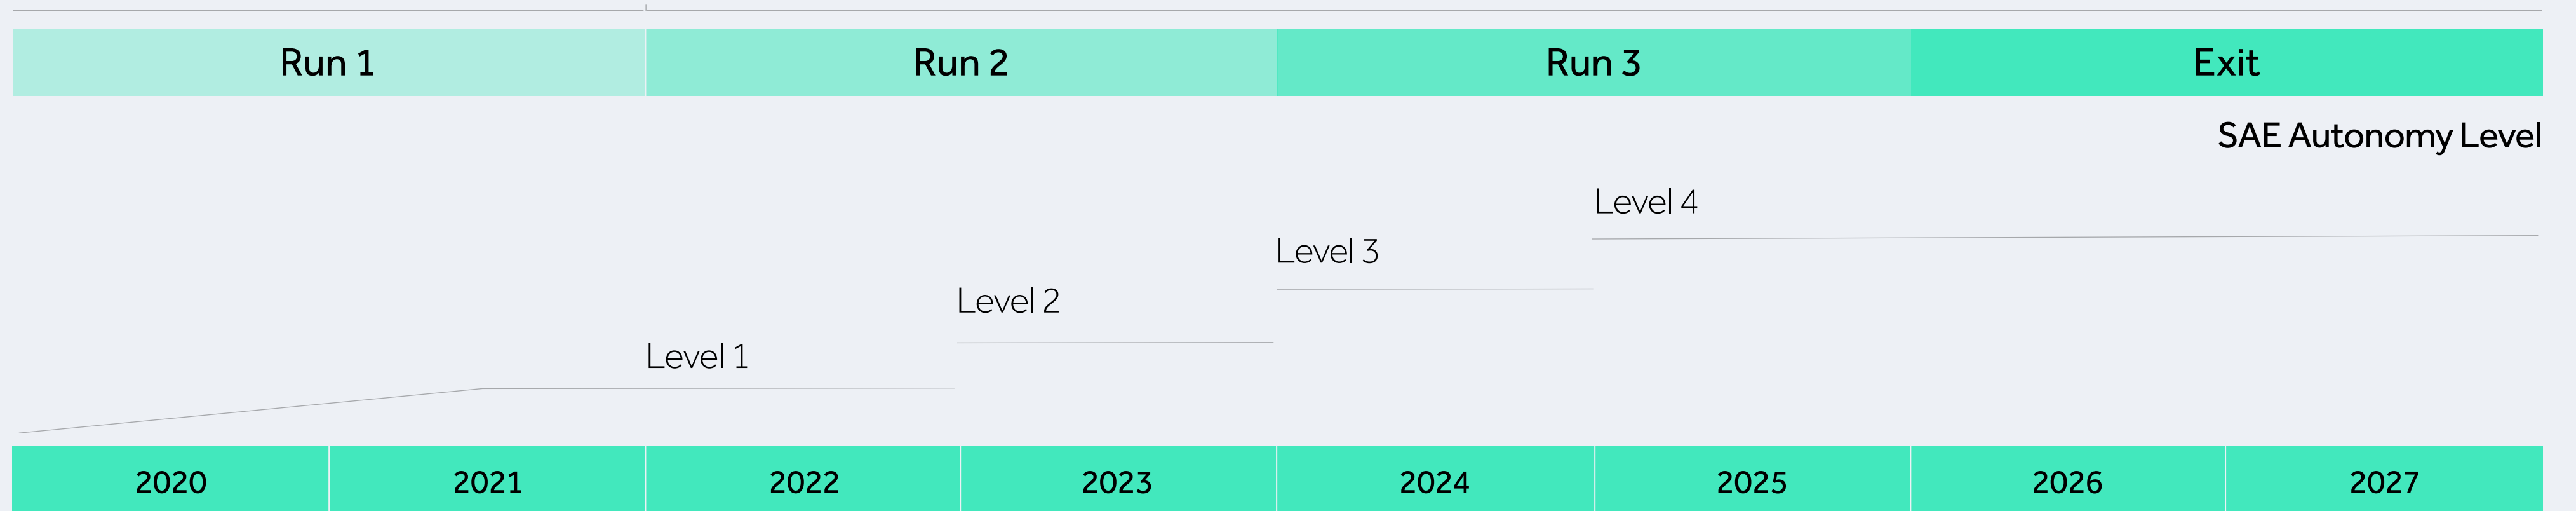 Run 1
Run 2
Run 3
Exit
SAE Autonomy Level
Level 4
Level 3
Level 2
Level 1
2020
2021
2022
2023
2024
2025
2026
2027